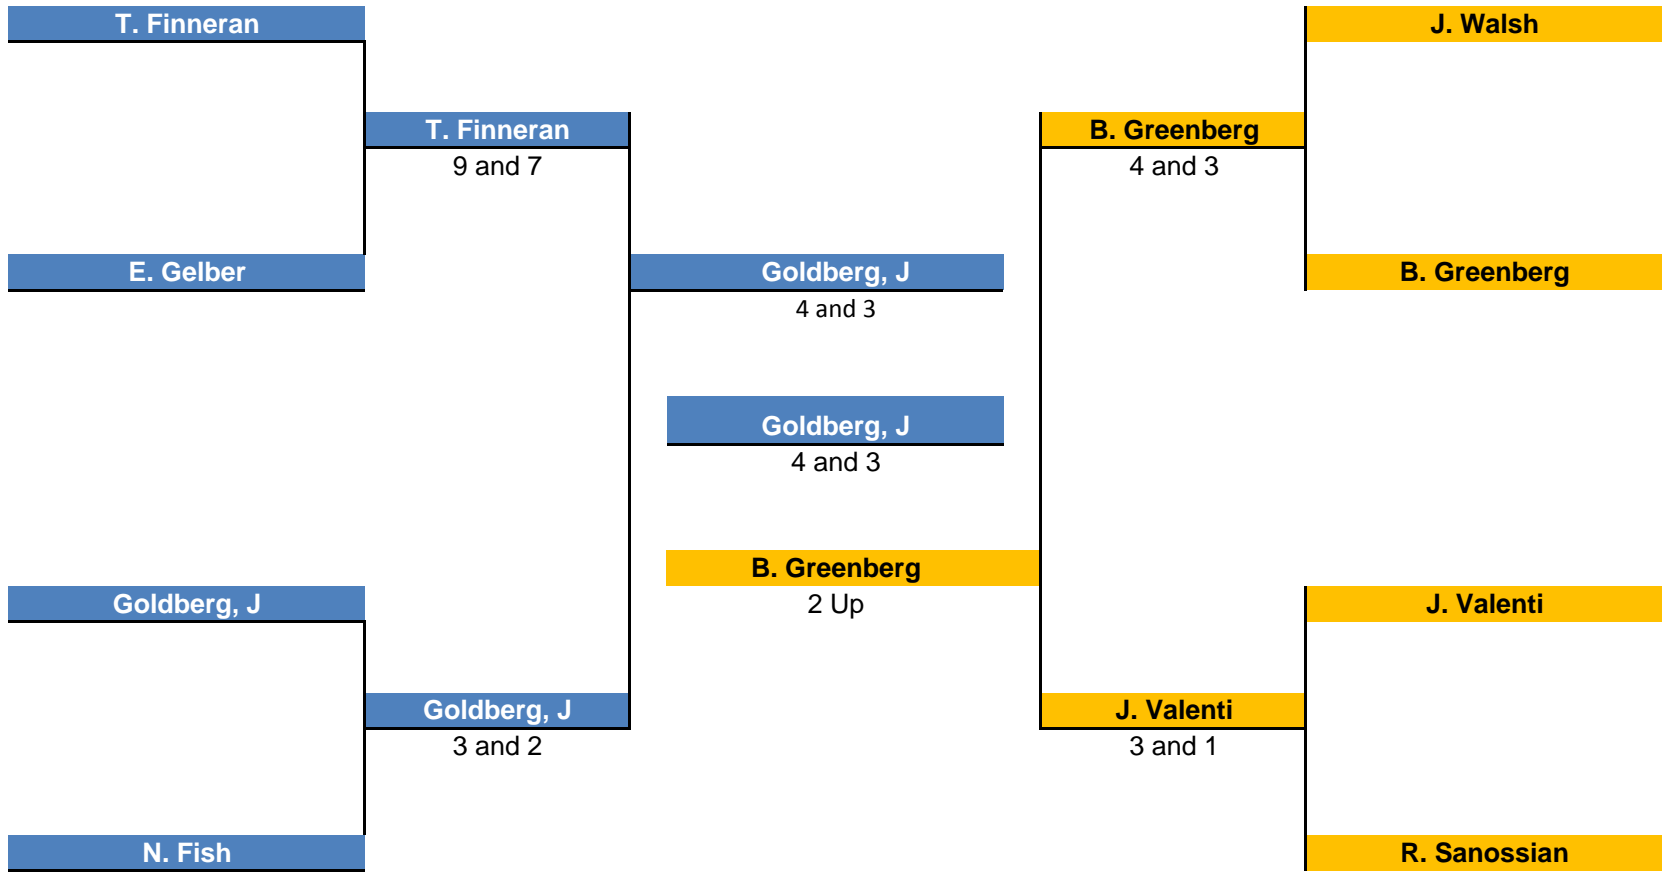 T. Finneran
J. Walsh
T. Finneran
B. Greenberg
9 and 7
4 and 3
E. Gelber
Goldberg, J
B. Greenberg
4 and 3
Goldberg, J
4 and 3
B. Greenberg
Goldberg, J
2 Up
J. Valenti
Goldberg, J
J. Valenti
3 and 2
3 and 1
N. Fish
R. Sanossian